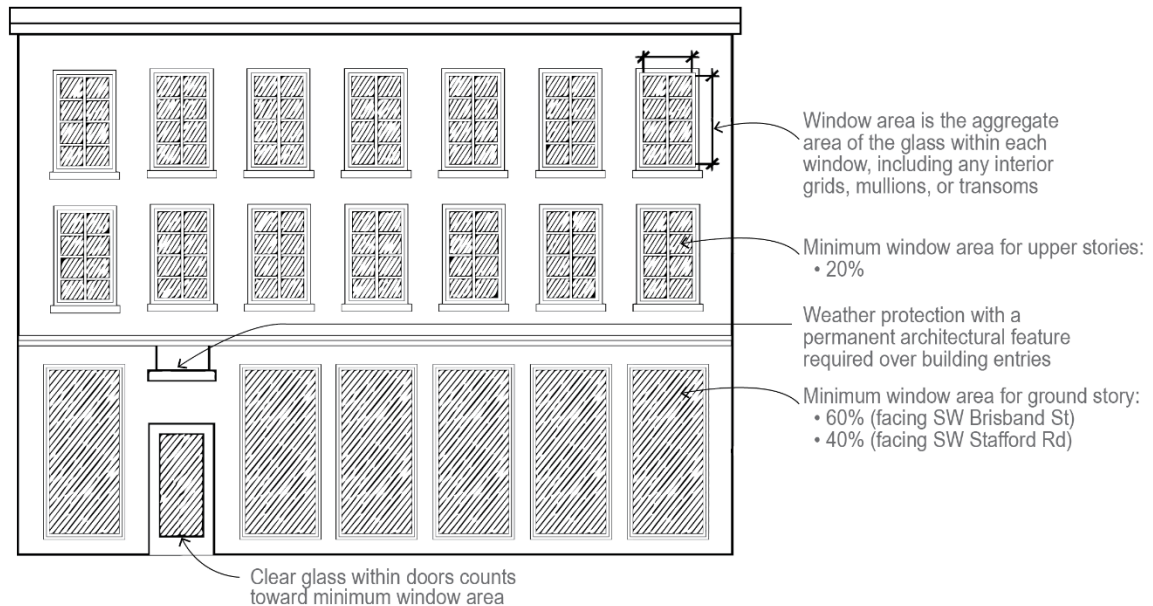 Window area is the aggregate
area of the glass within each
window, including any interior
grids, mullions, or transoms
Minimum window area for upper stories:
• 20%
Weather protection with a
permanent architectural feature
required over building entries
Minimum window area for ground story:
• 60% (facing SW Brisband St)
• 40% (facing SW Stafford Rd)
Clear glass within doors counts
toward minimum window area